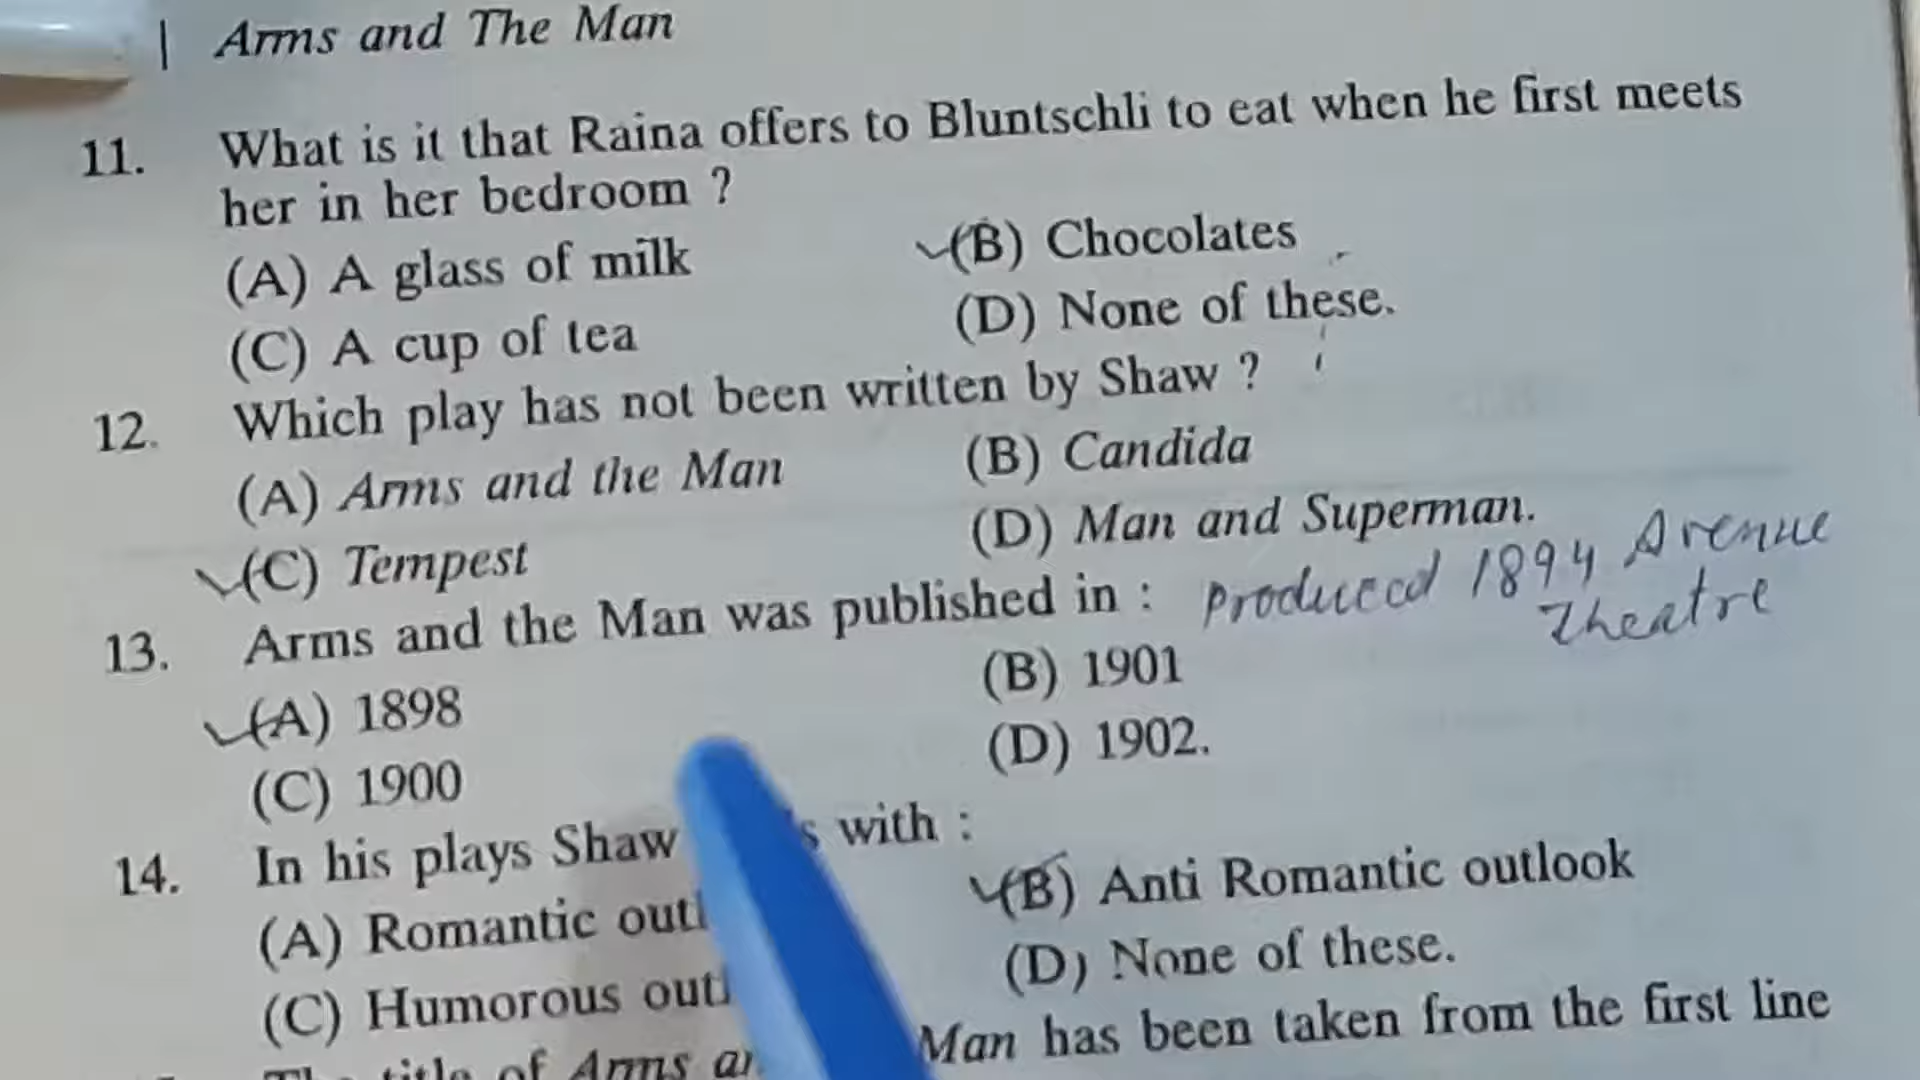 | Arms and The Man
11. What is it that Raina offers to Bluntschli to eat when he first meets
her in her bedroom ?
(A) A glass of milk (B) Chocolates
(C) A cup of tea (D) None of these.
12. Which play has not been written by Shaw ?
(A) Arms and the Man (B) Candida
(C) Tempest (D) Man and Superman.
13. Arms and the Man was published in : Produced 1894 Avenue
Theatre
(A) 1898 (B) 1901
(C) 1900 (D) 1902.
14. In his plays Shaw with :
(A) Romantic (B) Anti Romantic outlook
(C) Humorous (D) None of these.
title of Arms Man has been taken from the first line